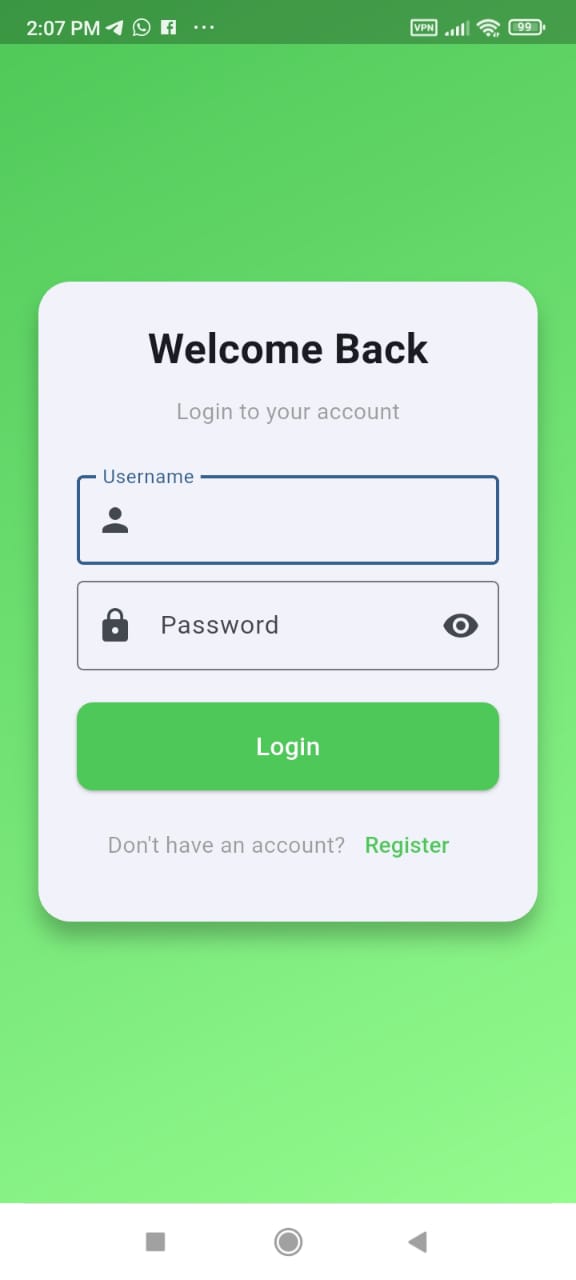 2:07 PM ... VPN 99
Welcome Back
Login to your account
Username
Password
Login
Don't have an account? Register